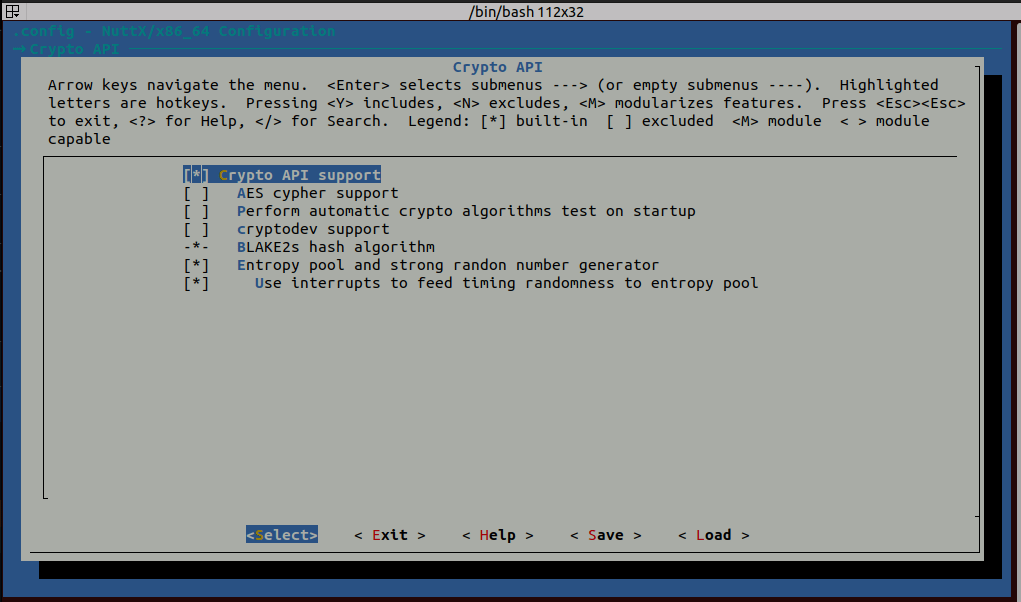 /bin/bash 112x32
.config - NuttX/x86_64 Configuration
→ Crypto API
Crypto API
Arrow keys navigate the menu.  <Enter> selects submenus ---> (or empty submenus ----).  Highlighted
letters are hotkeys.  Pressing <Y> includes, <N> excludes, <M> modularizes features.  Press <Esc><Esc>
to exit, <?> for Help, </> for Search.  Legend: [*] built-in  [ ] excluded  <M> module  < > module
capable
[*] Crypto API support
[ ]   AES cypher support
[ ]   Perform automatic crypto algorithms test on startup
[ ]   cryptodev support
-*-   BLAKE2s hash algorithm
[*]   Entropy pool and strong randon number generator
[*]     Use interrupts to feed timing randomness to entropy pool
<Select>    < Exit >    < Help >    < Save >    < Load >